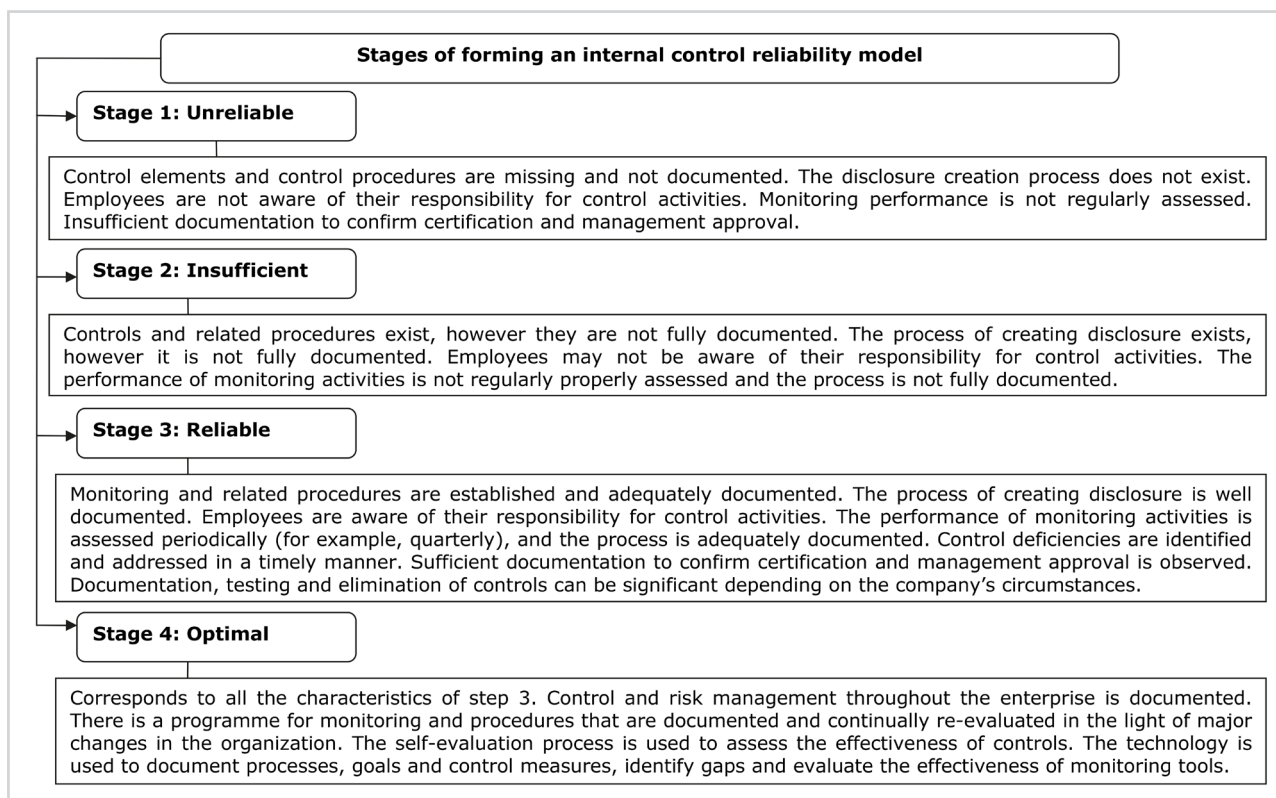 Stages of forming an internal control reliability model
Stage 1: Unreliable
Control elements and control procedures are missing and not documented. The disclosure creation process does not exist.
Employees are not aware of their responsibility for control activities. Monitoring performance is not regularly assessed.
Insufficient documentation to confirm certification and management approval.
Stage 2: Insufficient
Controls and related procedures exist, however they are not fully documented. The process of creating disclosure exists,
however it is not fully documented. Employees may not be aware of their responsibility for control activities. The
performance of monitoring activities is not regularly properly assessed and the process is not fully documented.
Stage 3: Reliable
Monitoring and related procedures are established and adequately documented. The process of creating disclosure is well
documented. Employees are aware of their responsibility for control activities. The performance of monitoring activities is
assessed periodically (for example, quarterly), and the process is adequately documented. Control deficiencies are identified
and addressed in a timely manner. Sufficient documentation to confirm certification and management approval is observed.
Documentation, testing and elimination of controls can be significant depending on the company's circumstances.
Stage 4: Optimal
Corresponds to all the characteristics of step 3. Control and risk management throughout the enterprise is documented.
There is a programme for monitoring and procedures that are documented and continually re-evaluated in the light of major
changes in the organization. The self-evaluation process is used to assess the effectiveness of controls. The technology is
used to document processes, goals and control measures, identify gaps and evaluate the effectiveness of monitoring tools.